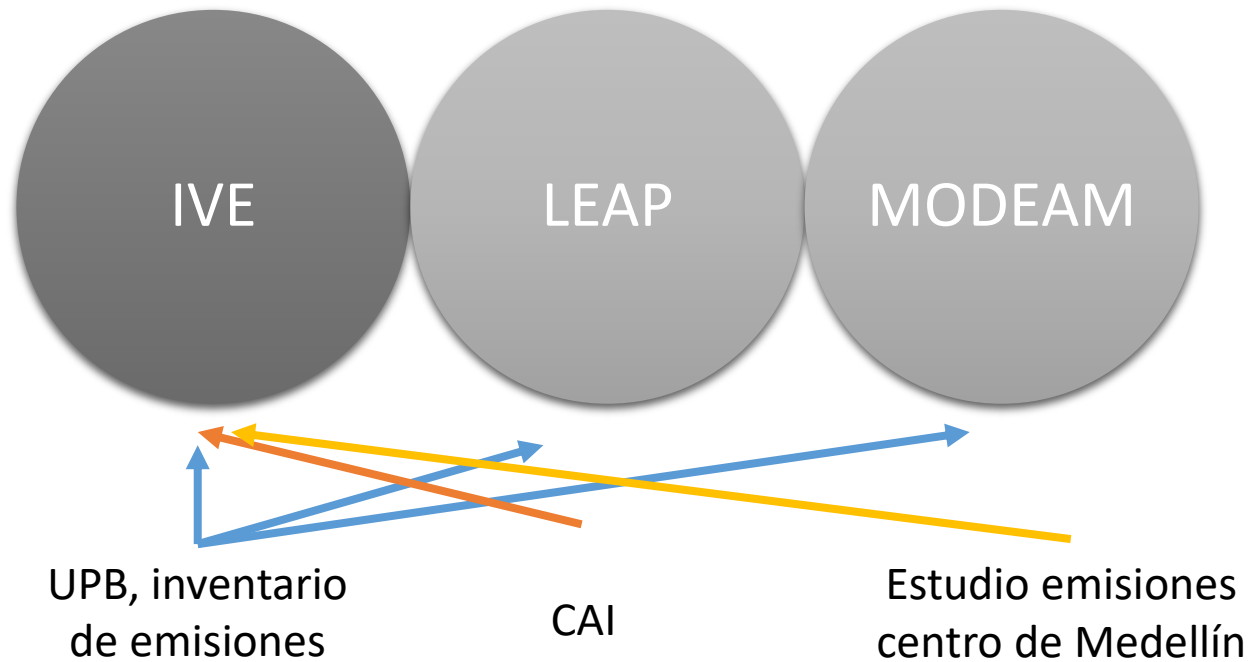 IVE
LEAP
MODEAM
UPB, inventario
de emisiones
CAI
Estudio emisiones
centro de Medellín